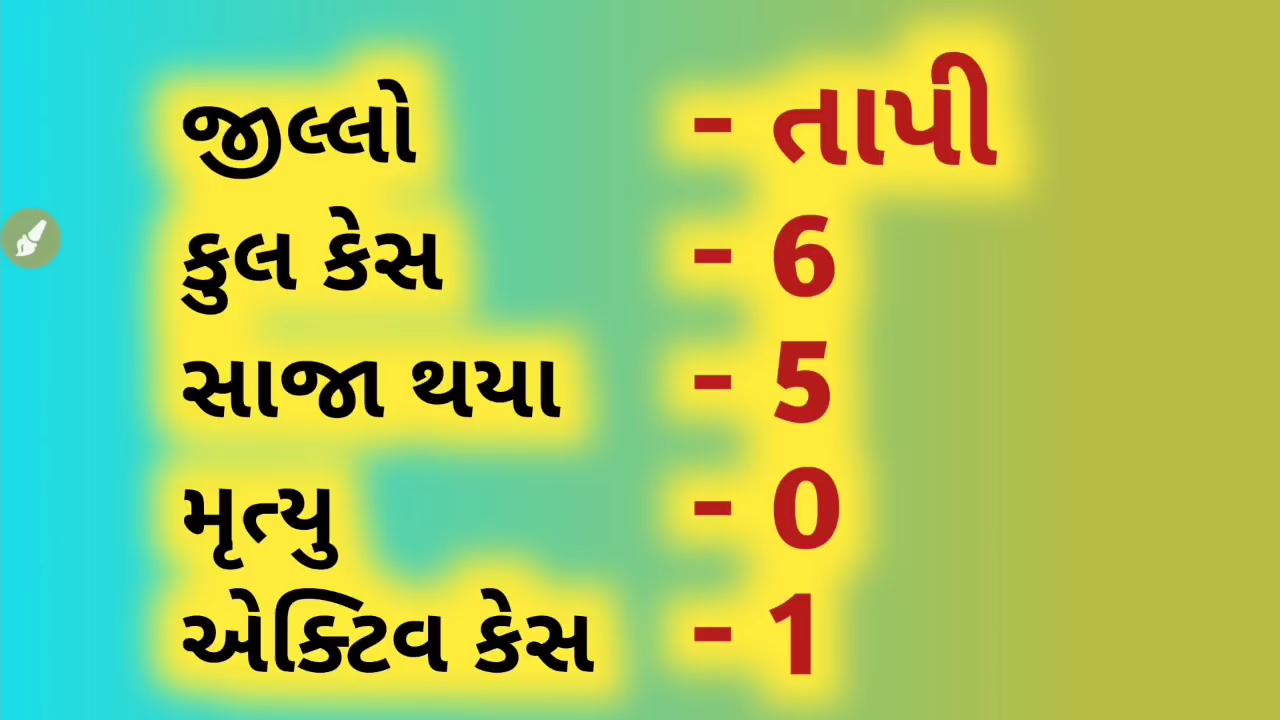 જીલ્લો - તાપી
કુલ કેસ - 6
સાજા થયા - 5
મૃત્યુ - 0
એક્ટિવ કેસ - 1